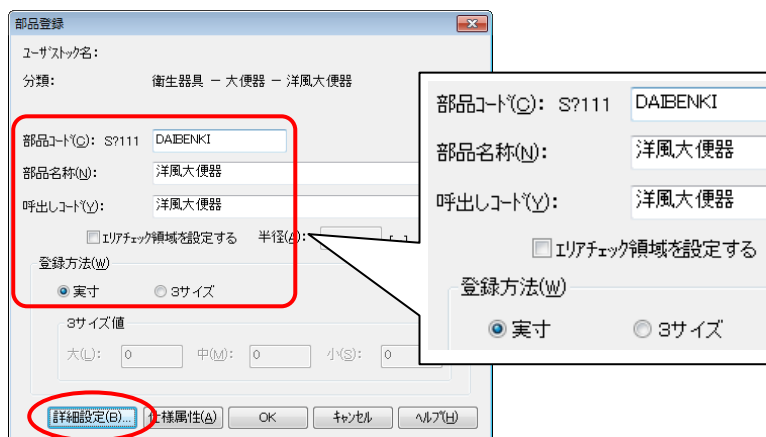 部品登録
ユーザストック名:
分類: 衛生器具 － 大便器 － 洋風大便器
部品コード(C): S?111 DAIBENKI
部品名称(N): 洋風大便器
呼出しコード(Y): 洋風大便器
エリアチェック領域を設定する 半径(A):
登録方法(W)
実寸 3サイズ
3サイズ値
大(L): 0 中(M): 0 小(S): 0
詳細設定(B)... 仕様属性(A) OK キャンセル ヘルプ(H)
部品コード(C): S?111 DAIBENKI
部品名称(N): 洋風大便器
呼出しコード(Y): 洋風大便器
エリアチェック領域を設定する
登録方法(W)
実寸 3サイズ